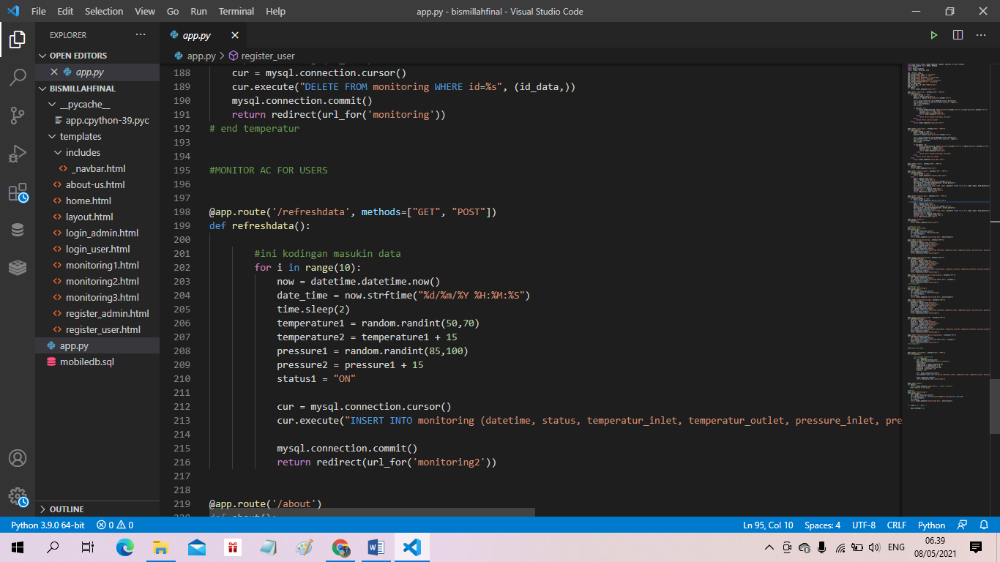 File Edit Selection View Go Run Terminal Help
app.py - bismillahfinal - Visual Studio Code
EXPLORER
OPEN EDITORS
app.py
BISMILLAHFINAL
__pycache__
app.cpython-39.pyc
templates
includes
_navbar.html
about-us.html
home.html
layout.html
login_admin.html
login_user.html
monitoring1.html
monitoring2.html
monitoring3.html
register_admin.html
register_user.html
app.py
mobiledb.sql
OUTLINE
app.py
app.py > register_user
188 cur = mysql.connection.cursor()
189 cur.execute("DELETE FROM monitoring WHERE id=%s", (id_data,))
190 mysql.connection.commit()
191 return redirect(url_for('monitoring'))
192 # end temperatur
193
194
195 #MONITOR AC FOR USERS
196
197
198 @app.route('/refreshdata', methods=["GET", "POST"])
199 def refreshdata():
200
201 #ini kodingan masukin data
202 for i in range(10):
203 now = datetime.datetime.now()
204 date_time = now.strftime("%d/%m/%Y %H:%M:%S")
205 time.sleep(2)
206 temperature1 = random.randint(50,70)
207 temperature2 = temperature1 + 15
208 pressure1 = random.randint(85,100)
209 pressure2 = pressure1 + 15
210 status1 = "ON"
211
212 cur = mysql.connection.cursor()
213 cur.execute("INSERT INTO monitoring (datetime, status, temperatur_inlet, temperatur_outlet, pressure_inlet, pre
214
215 mysql.connection.commit()
216 return redirect(url_for('monitoring2'))
217
218
219 @app.route('/about')
Python 3.9.0 64-bit 0 0 Ln 95, Col 10 Spaces: 4 UTF-8 CRLF Python
ENG
06.39
08/05/2021